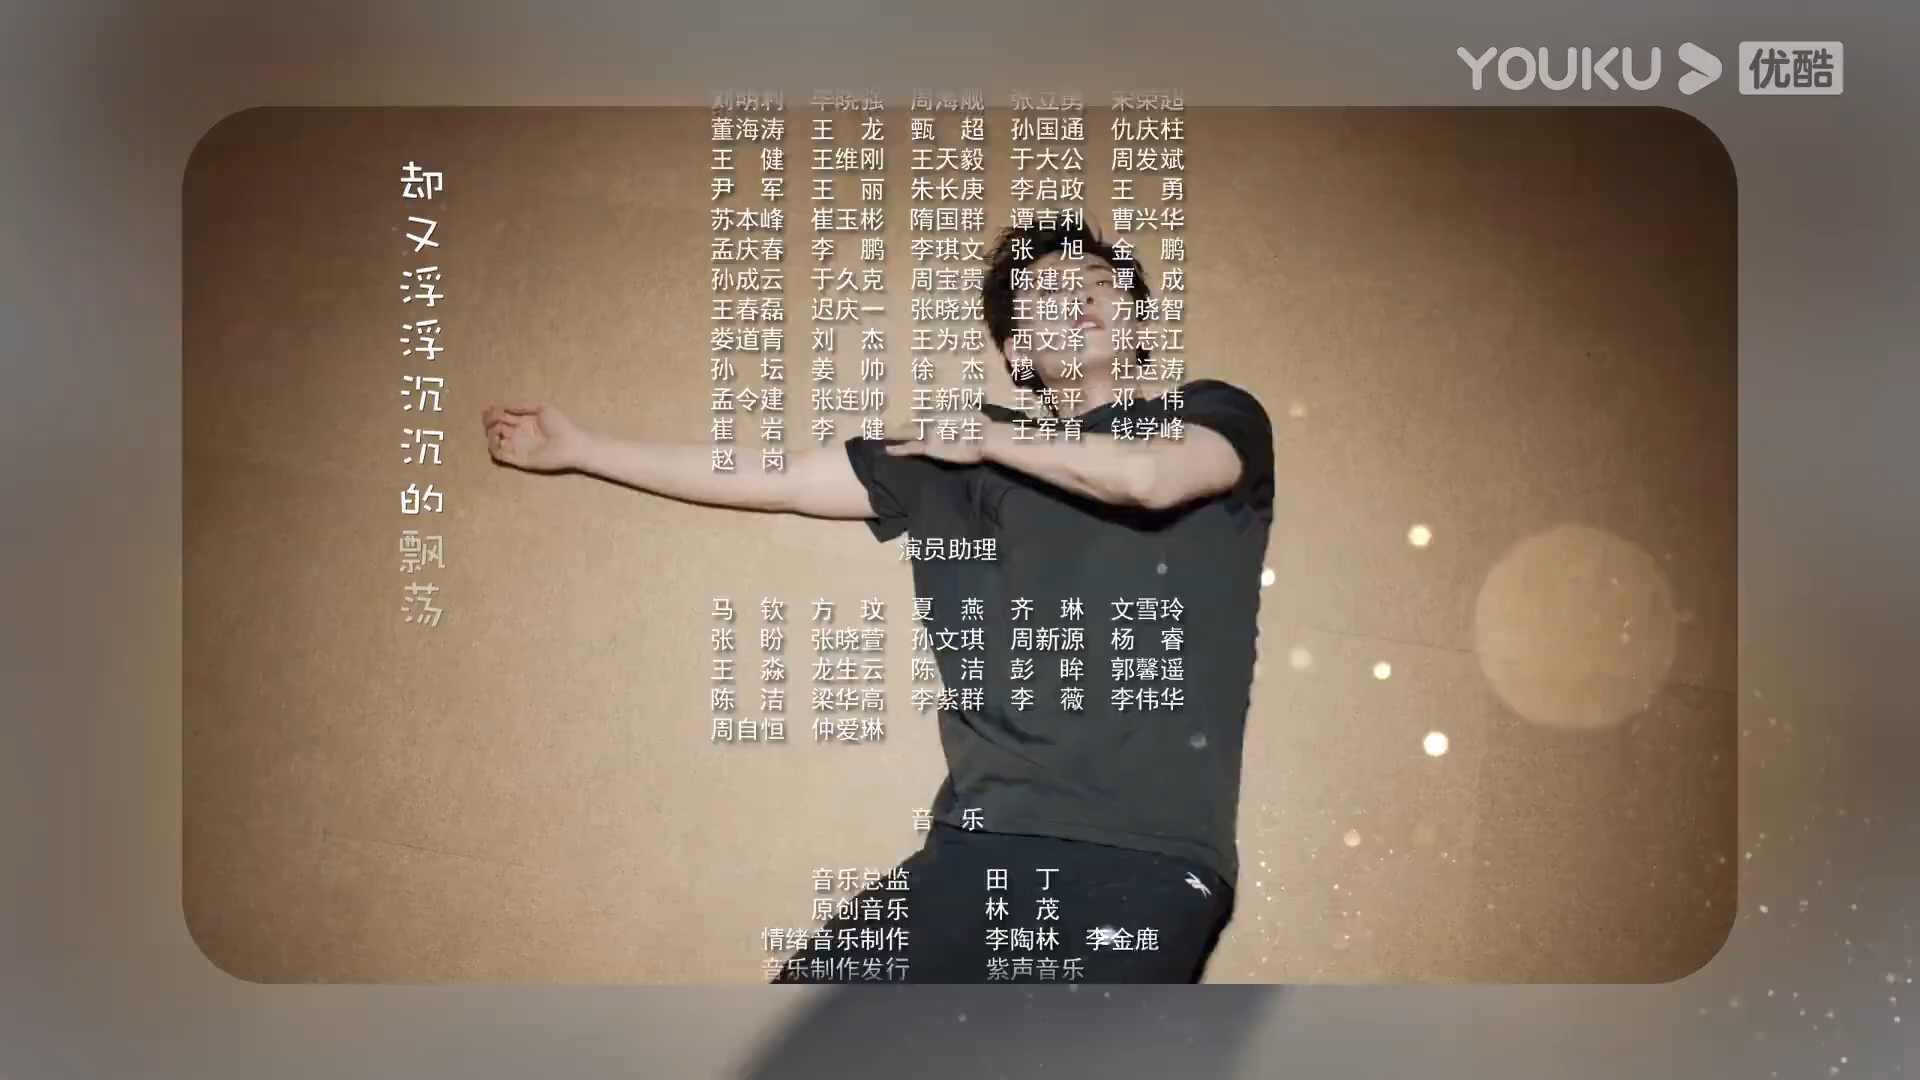 YOUKU 优酷
却又浮浮沉沉的飘荡
董海涛 王 龙 甄 超 孙国通 仇庆柱
王 健 王维刚 王天毅 于大公 周发斌
尹 军 王 丽 朱长庚 李启政 王 勇
苏本峰 崔玉彬 隋国群 谭吉利 曹兴华
孟庆春 李 鹏 李琪文 张 旭 金 鹏
孙成云 于久克 周宝贵 陈建乐 谭 成
王春磊 迟庆一 张晓光 王艳林 方晓智
娄道青 刘 杰 王为忠 西文泽 张志江
孙 坛 姜 帅 徐 杰 穆 冰 杜运涛
孟令建 张连帅 王新财 王燕平 邓 伟
崔 岩 李 健 丁春生 王军育 钱学峰
赵 岗
演员助理
马 钦 方 玟 夏 燕 齐 琳 文雪玲
张 盼 张晓萱 孙文琪 周新源 杨 睿
王 淼 龙生云 陈 洁 彭 眸 郭馨遥
陈 洁 梁华高 李紫群 李 薇 李伟华
周自恒 仲爱琳
音 乐
音乐总监 田 丁
原创音乐 林 茂
情绪音乐制作 李陶林 李金鹿
音乐制作发行 紫声音乐